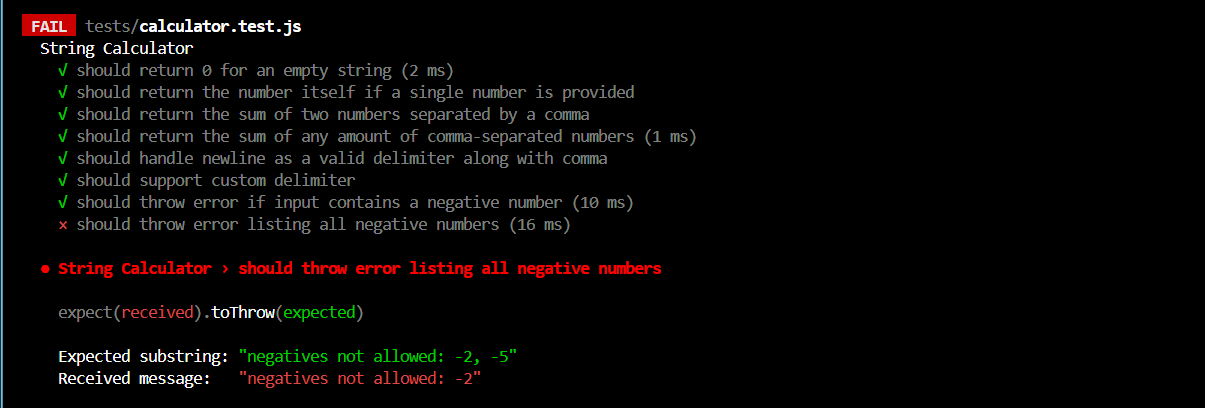 FAIL tests/calculator.test.js
String Calculator
√ should return 0 for an empty string (2 ms)
√ should return the number itself if a single number is provided
√ should return the sum of two numbers separated by a comma
√ should return the sum of any amount of comma-separated numbers (1 ms)
√ should handle newline as a valid delimiter along with comma
√ should support custom delimiter
√ should throw error if input contains a negative number (10 ms)
× should throw error listing all negative numbers (16 ms)
● String Calculator › should throw error listing all negative numbers
expect(received).toThrow(expected)
Expected substring: "negatives not allowed: -2, -5"
Received message:   "negatives not allowed: -2"